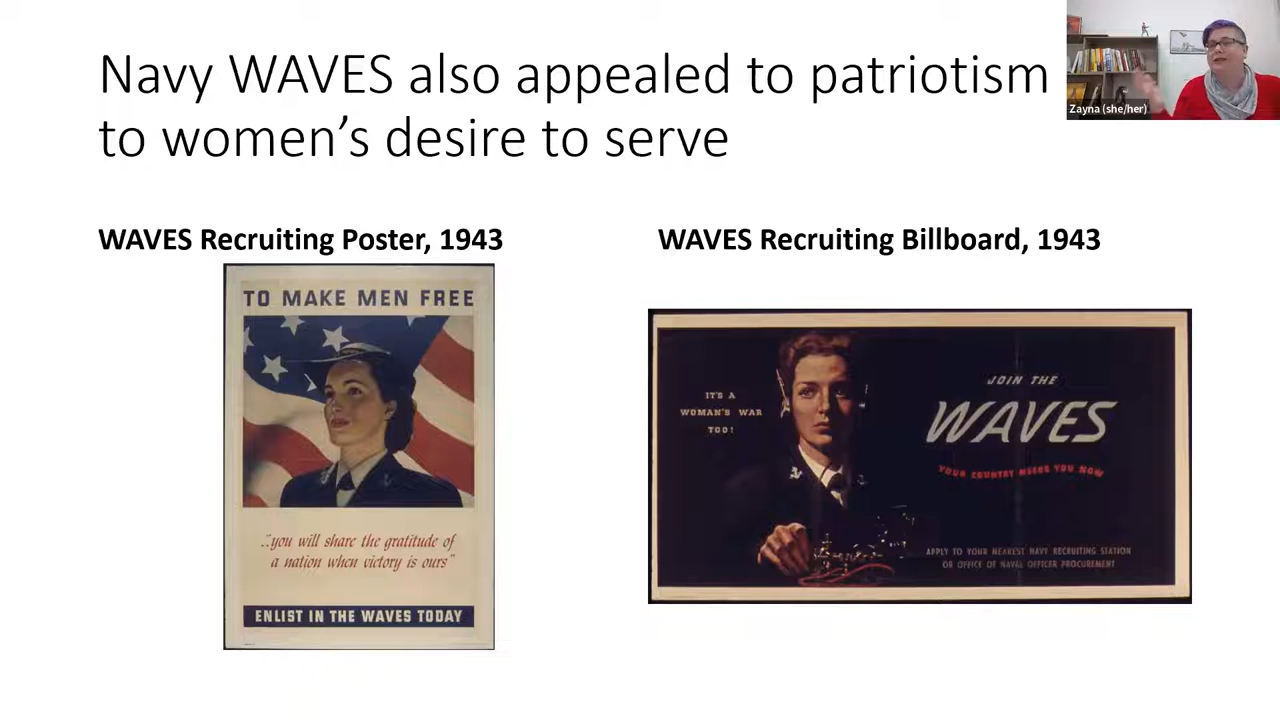 Navy WAVES also appealed to patriotism
to women’s desire to serve
Zayna (she/her)
WAVES Recruiting Poster, 1943
TO MAKE MEN FREE
"..you will share the gratitude of
a nation when victory is ours"
ENLIST IN THE WAVES TODAY
WAVES Recruiting Billboard, 1943
IT'S A
WOMAN'S WAR
TOO!
JOIN THE
WAVES
YOUR COUNTRY NEEDS YOU NOW
APPLY TO YOUR NEAREST NAVY RECRUITING STATION
OR OFFICE OF NAVAL OFFICER PROCUREMENT